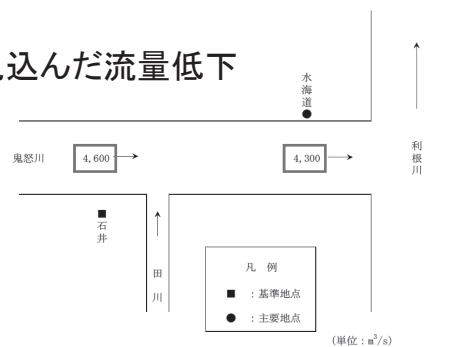 込んだ流量低下
水海道
●
鬼怒川
4,600
4,300
利根川
■
石井
田川
凡 例
■ : 基準地点
● : 主要地点
(単位:m³/s)